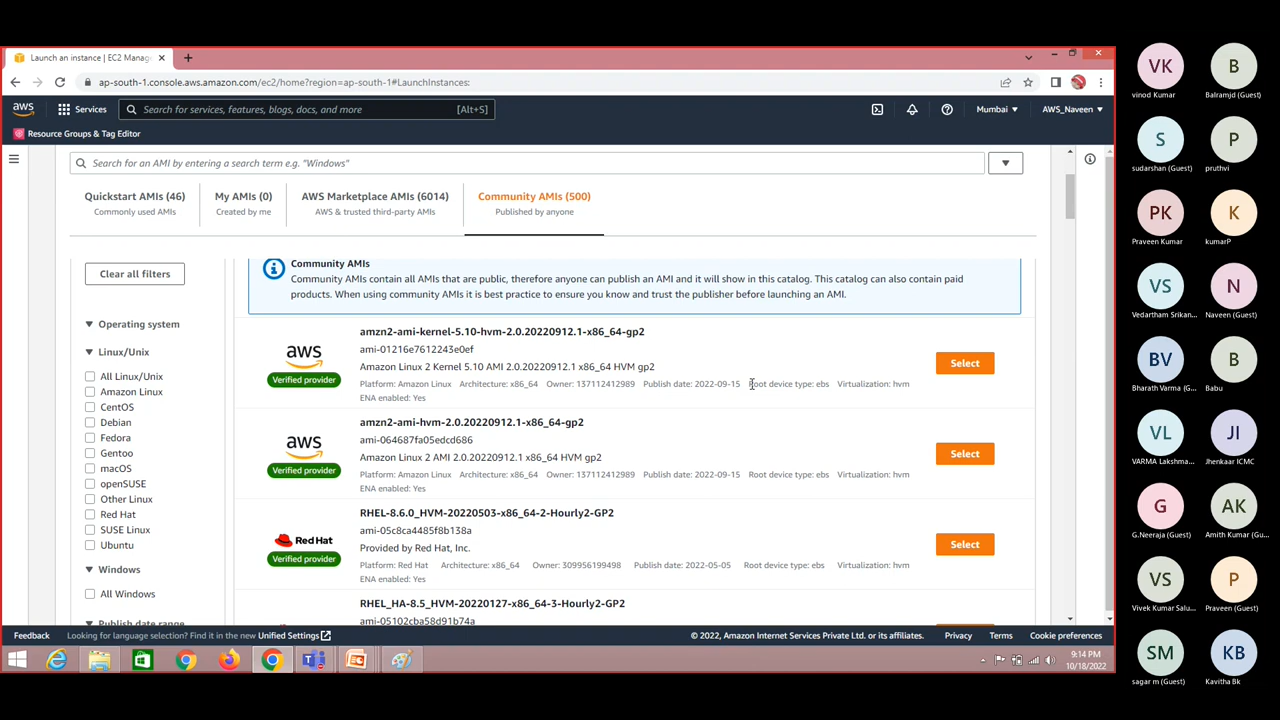 Launch an instance | EC2 Manag
ap-south-1.console.aws.amazon.com/ec2/home?region=ap-south-1#LaunchInstances:
aws
Services
Search for services, features, blogs, docs, and more
[Alt+S]
Mumbai
AWS_Naveen
Resource Groups & Tag Editor
Search for an AMI by entering a search term e.g. "Windows"
Quickstart AMIs (46)
Commonly used AMIs
My AMIs (0)
Created by me
AWS Marketplace AMIs (6014)
AWS & trusted third-party AMIs
Community AMIs (500)
Published by anyone
Clear all filters
Operating system
Linux/Unix
All Linux/Unix
Amazon Linux
CentOS
Debian
Fedora
Gentoo
macOS
openSUSE
Other Linux
Red Hat
SUSE Linux
Ubuntu
Windows
All Windows
Publish date range
Community AMIs
Community AMIs contain all AMIs that are public, therefore anyone can publish an AMI and it will show in this catalog. This catalog can also contain paid
products. When using community AMIs it is best practice to ensure you know and trust the publisher before launching an AMI.
aws
Verified provider
amzn2-ami-kernel-5.10-hvm-2.0.20220912.1-x86_64-gp2
ami-01216e7612243e0ef
Amazon Linux 2 Kernel 5.10 AMI 2.0.20220912.1 x86_64 HVM gp2
Platform: Amazon Linux Architecture: x86_64 Owner: 137112412989 Publish date: 2022-09-15 Root device type: ebs Virtualization: hvm
ENA enabled: Yes
Select
aws
Verified provider
amzn2-ami-hvm-2.0.20220912.1-x86_64-gp2
ami-064687fa05edcd686
Amazon Linux 2 AMI 2.0.20220912.1 x86_64 HVM gp2
Platform: Amazon Linux Architecture: x86_64 Owner: 137112412989 Publish date: 2022-09-15 Root device type: ebs Virtualization: hvm
ENA enabled: Yes
Select
Red Hat
Verified provider
RHEL-8.6.0_HVM-20220503-x86_64-2-Hourly2-GP2
ami-05c8ca4485f8b138a
Provided by Red Hat, Inc.
Platform: Red Hat Architecture: x86_64 Owner: 309956199498 Publish date: 2022-05-05 Root device type: ebs Virtualization: hvm
ENA enabled: Yes
Select
RHEL_HA-8.5_HVM-20220127-x86_64-3-Hourly2-GP2
ami-05102cba58d91b74a
Feedback
Looking for language selection? Find it in the new Unified Settings
© 2022, Amazon Internet Services Private Ltd. or its affiliates.
Privacy
Terms
Cookie preferences
9:14 PM
10/18/2022
VK
vinod Kumar
B
Balramjd (Guest)
S
sudarshan (Guest)
P
pruthvi
PK
Praveen Kumar
K
kumarP
VS
Vedartham Srikan...
N
Naveen (Guest)
BV
Bharath Varma (G...
B
Babu
VL
VARMA Lakshma...
JI
Jhenkaar ICMC
G
G.Neeraja (Guest)
AK
Amith Kumar (Gu...
VS
Vivek Kumar Salu...
P
Praveen (Guest)
SM
sagar m (Guest)
KB
Kavitha Bk